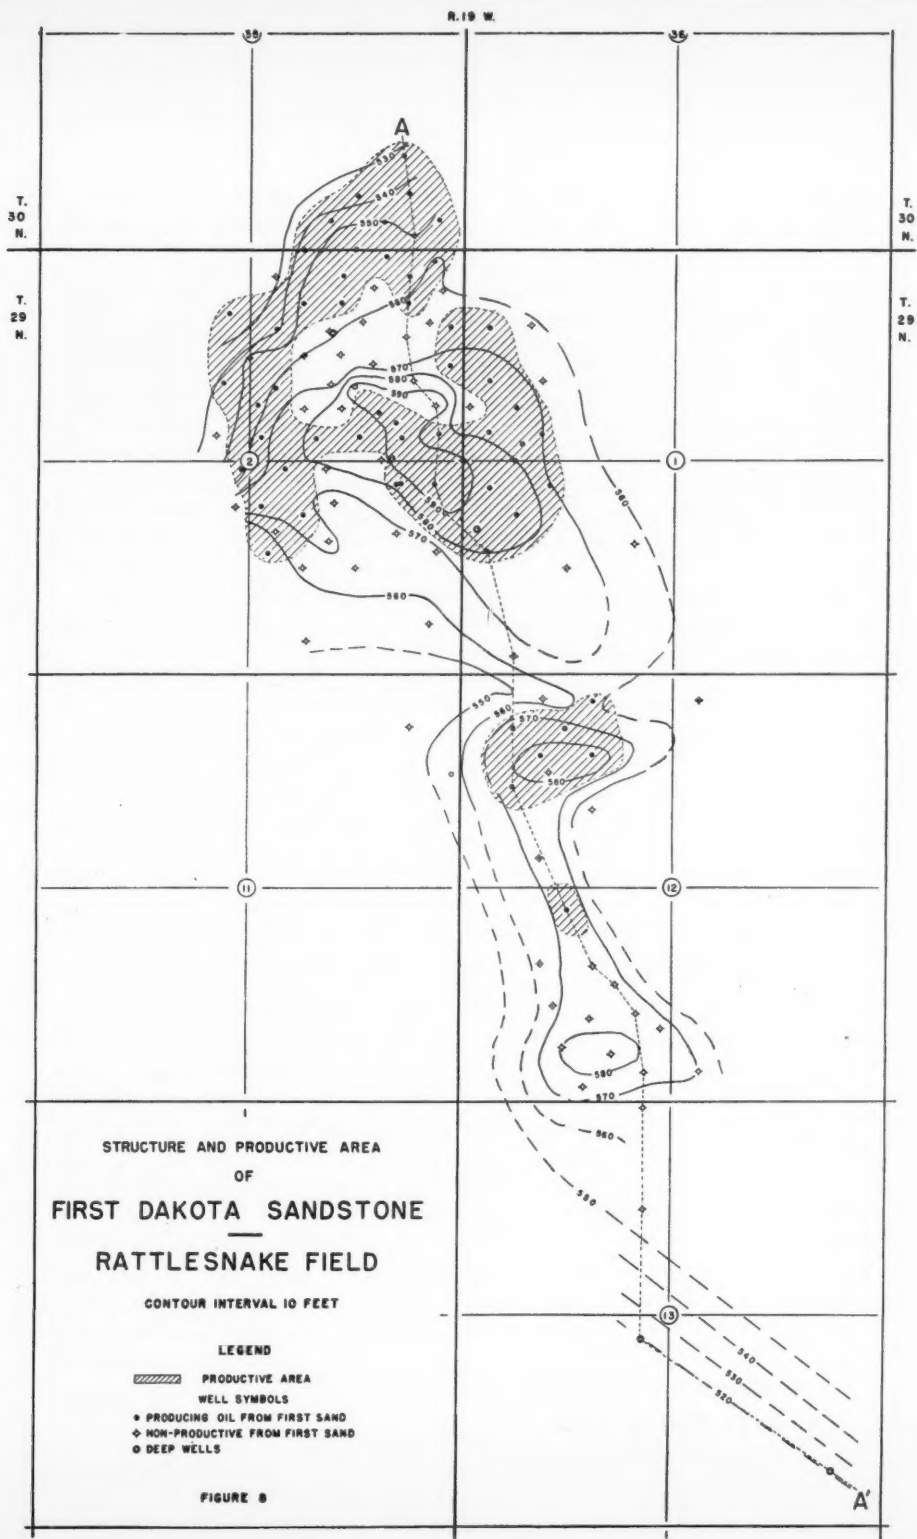 R.19 W.
35
36
A
530
T.
30
N.
T.
30
N.
540
550
T.
29
N.
T.
29
N.
560
570
580
590
2
1
590
580
570
560
560
550
560
570
580
11
12
580
570
560
550
STRUCTURE AND PRODUCTIVE AREA
OF
FIRST DAKOTA SANDSTONE
RATTLESNAKE FIELD
CONTOUR INTERVAL 10 FEET
13
540
530
520
LEGEND
PRODUCTIVE AREA
WELL SYMBOLS
PRODUCING OIL FROM FIRST SAND
NON-PRODUCTIVE FROM FIRST SAND
DEEP WELLS
A'
FIGURE 8